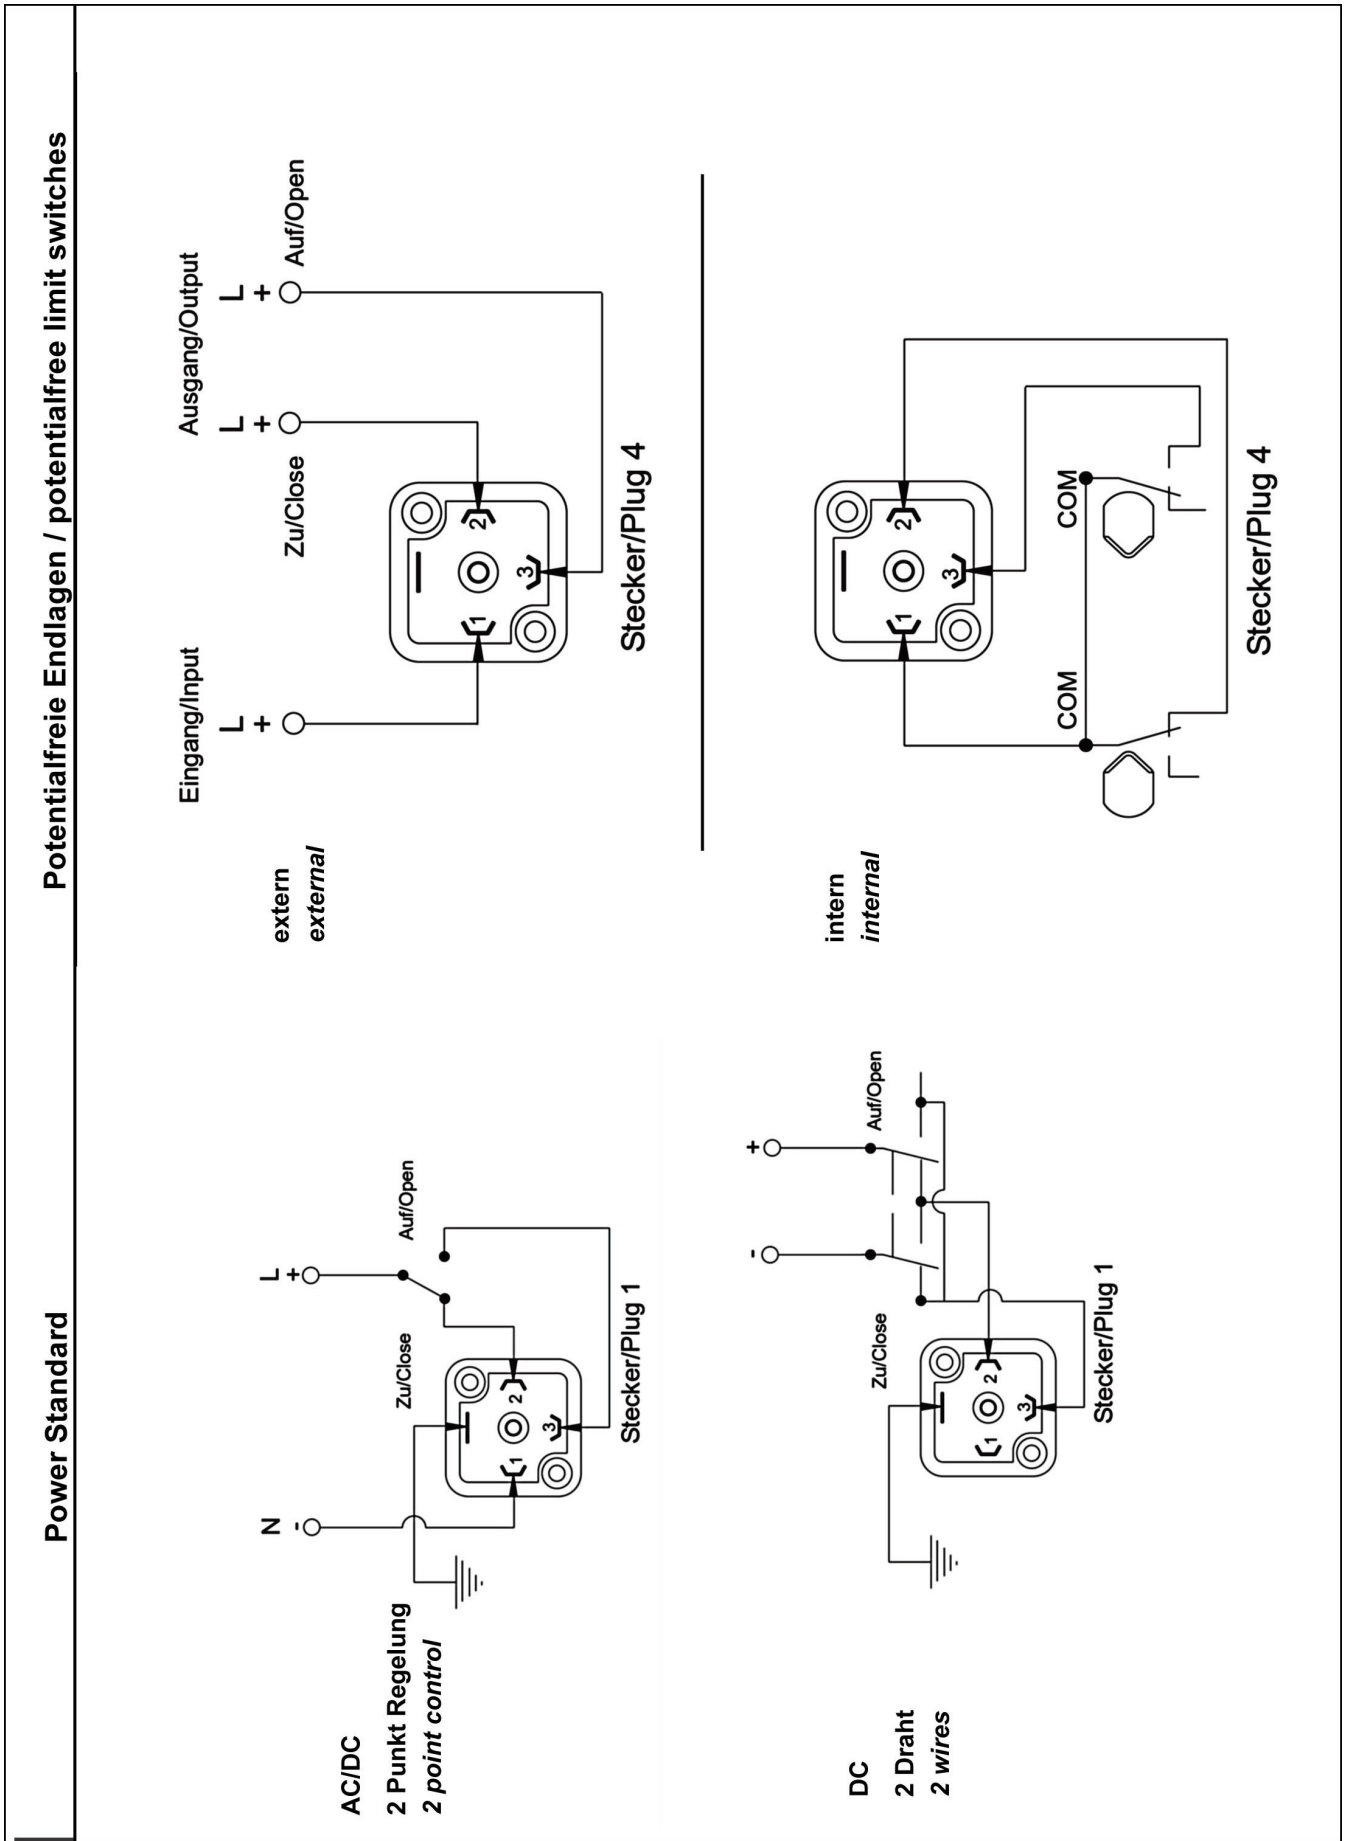 Power Standard
Potentialfreie Endlagen / potentialfree limit switches
AC/DC
2 Punkt Regelung
2 point control
N
-
L
+
Zu/Close
Auf/Open
1
2
3
Stecker/Plug 1
DC
2 Draht
2 wires
-
+
Zu/Close
Auf/Open
1
2
3
Stecker/Plug 1
extern
external
Eingang/Input
Ausgang/Output
L
+
L
+
L
+
Zu/Close
Auf/Open
1
2
3
Stecker/Plug 4
intern
internal
1
2
3
COM
COM
Stecker/Plug 4